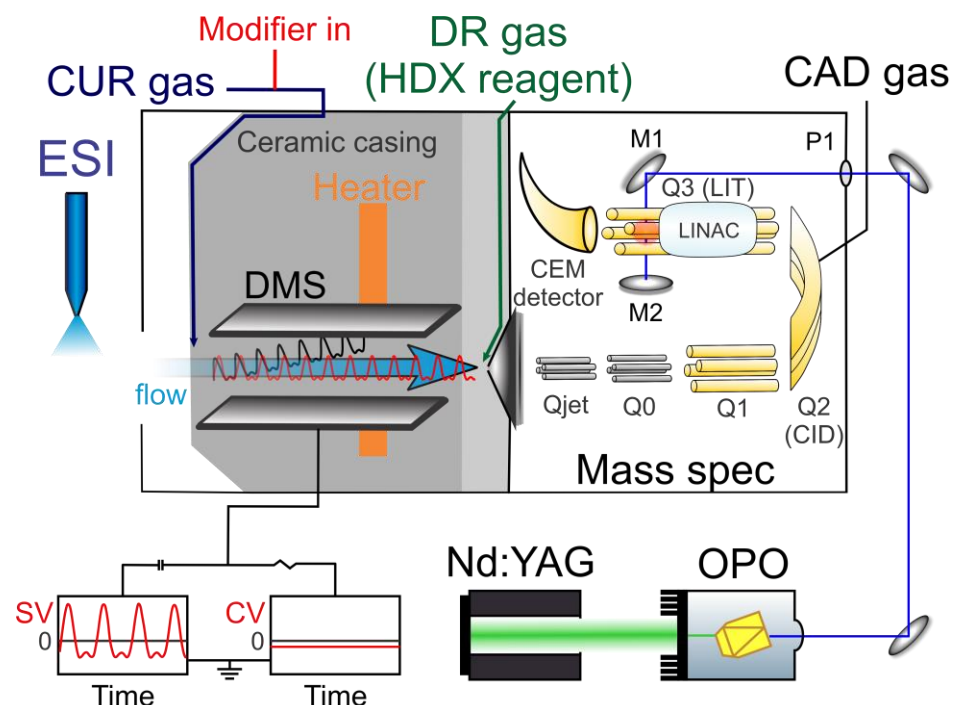 Modifier in
DR gas
(HDX reagent)
CUR gas
CAD gas
ESI
Ceramic casing
Heater
M1
P1
Q3 (LIT)
LINAC
CEM
detector
M2
DMS
flow
Qjet
Q0
Q1
Q2
(CID)
Mass spec
SV
0
Time
CV
0
Time
Nd:YAG
OPO